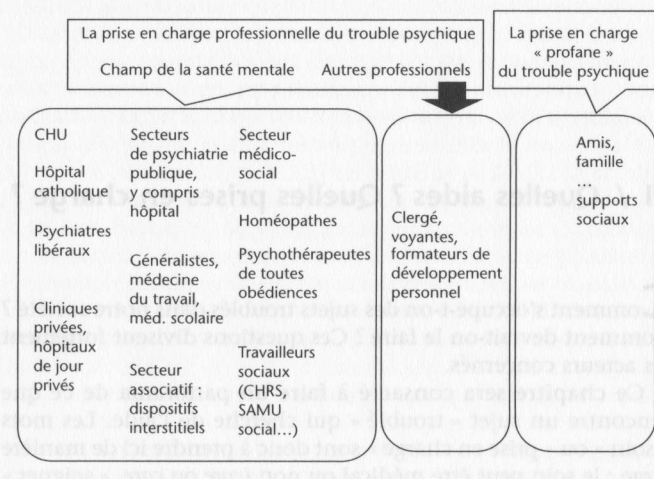 La prise en charge professionnelle du trouble psychique
Champ de la santé mentale
Autres professionnels
La prise en charge
« profane »
du trouble psychique
CHU
Hôpital
catholique
Psychiatres
libéraux
Cliniques
privées,
hôpitaux
de jour
privés
Secteurs
de psychiatrie
publique,
y compris
hôpital
Généralistes,
médecine
du travail,
med. scolaire
Secteur
associatif :
dispositifs
interstitiels
Secteur
médico-
social
Homéopathes
Psychothérapeutes
de toutes
obédiences
Travailleurs
sociaux
(CHRS,
SAMU
social...)
Clergé,
voyantes,
formateurs de
développement
personnel
Amis,
famille
...
supports
sociaux